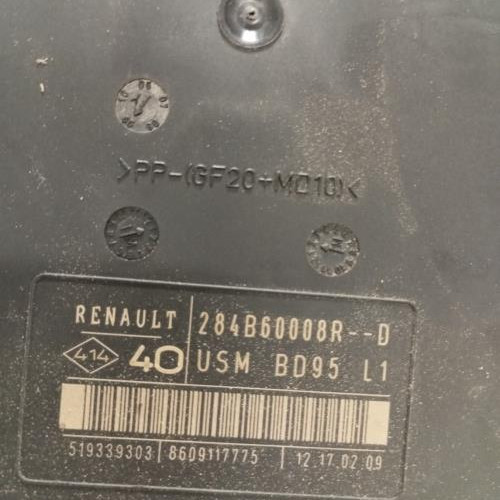 >PP-(GF20+MD10)<
RENAULT 284B60008R--D
414 40 USM BD95 L1
519339303 8609117775 12 17.02.09